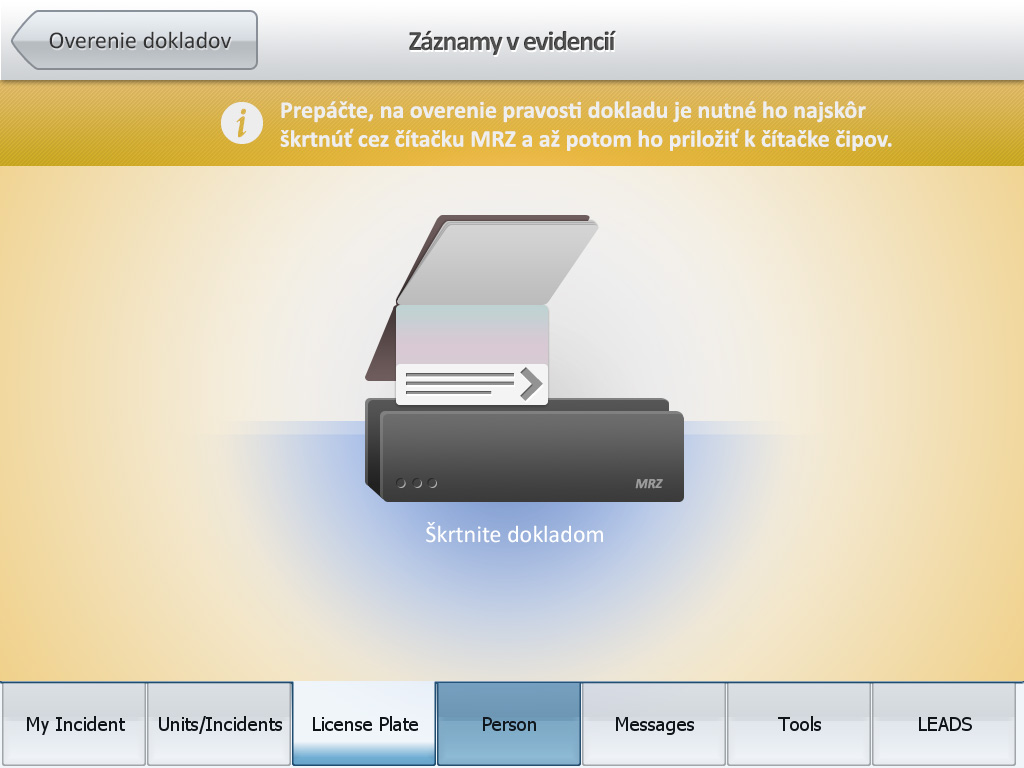 Overenie dokladov
Záznamy v evidencií
i
Prepáčte, na overenie pravosti dokladu je nutné ho najskôr
škrtnúť cez čítačku MRZ a až potom ho priložiť k čítačke čipov.
MRZ
Škrtnite dokladom
My Incident
Units/Incidents
License Plate
Person
Messages
Tools
LEADS